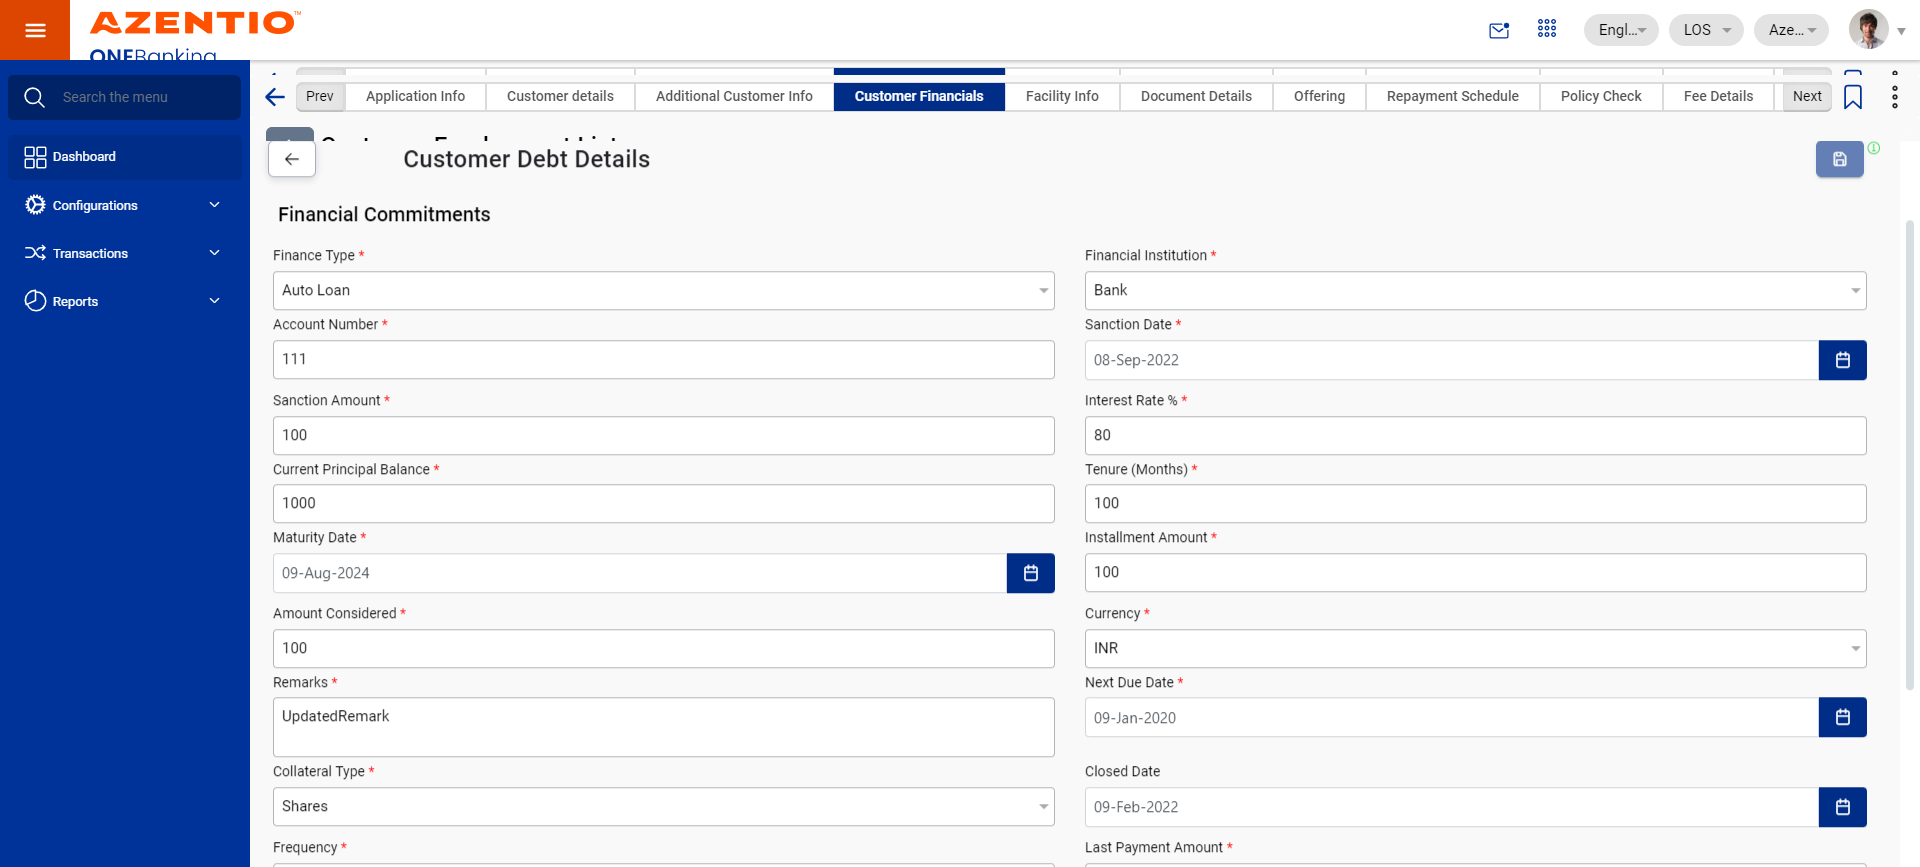 AZENTIO™
ONEBanking
Engl...
LOS
Aze...
Search the menu
Dashboard
Configurations
Transactions
Reports
Prev
Application Info
Customer details
Additional Customer Info
Customer Financials
Facility Info
Document Details
Offering
Repayment Schedule
Policy Check
Fee Details
Next
Customer Employment List
Customer Debt Details
Financial Commitments
Finance Type *
Auto Loan
Financial Institution *
Bank
Account Number *
111
Sanction Date *
08-Sep-2022
Sanction Amount *
100
Interest Rate % *
80
Current Principal Balance *
1000
Tenure (Months) *
100
Maturity Date *
09-Aug-2024
Installment Amount *
100
Amount Considered *
100
Currency *
INR
Remarks *
UpdatedRemark
Next Due Date *
09-Jan-2020
Collateral Type *
Shares
Closed Date
09-Feb-2022
Frequency *
Last Payment Amount *